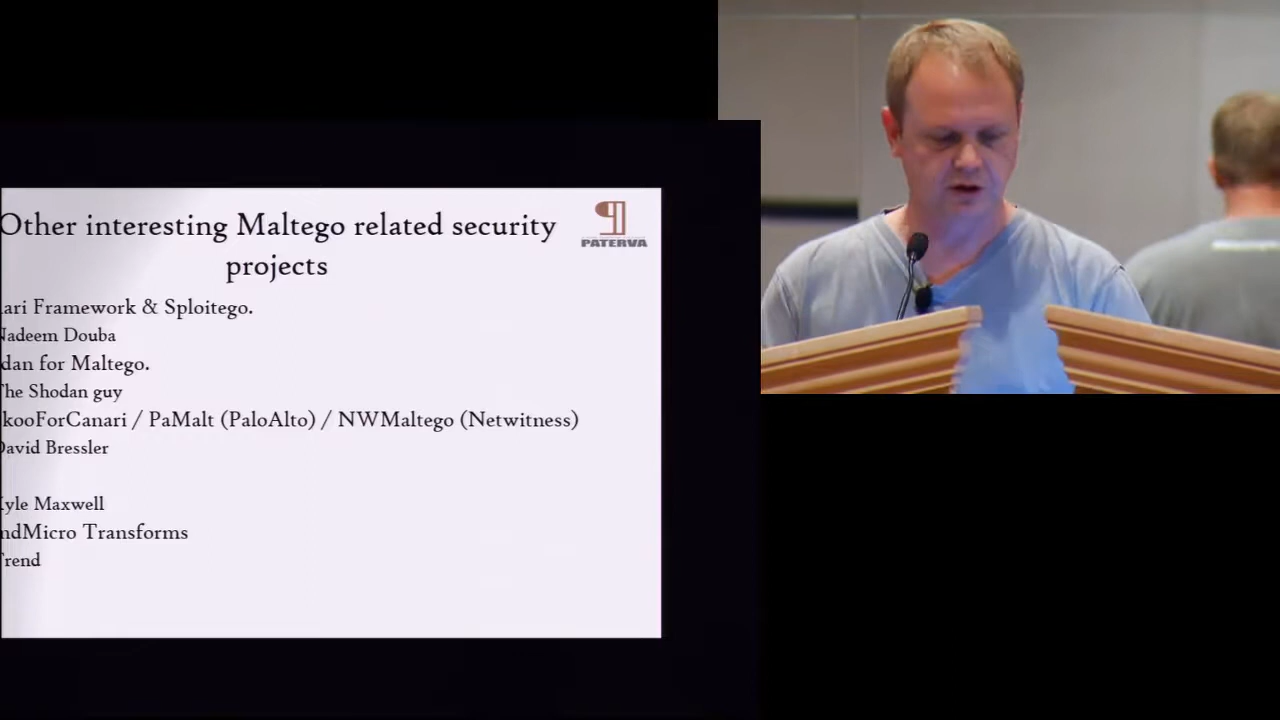 Other interesting Maltego related security
PATERVA
projects
ari Framework & Sploitego.
Nadeem Douba
dan for Maltego.
The Shodan guy
kooForCanari / PaMalt (PaloAlto) / NWMaltego (Netwitness)
David Bressler
Kyle Maxwell
ndMicro Transforms
Trend